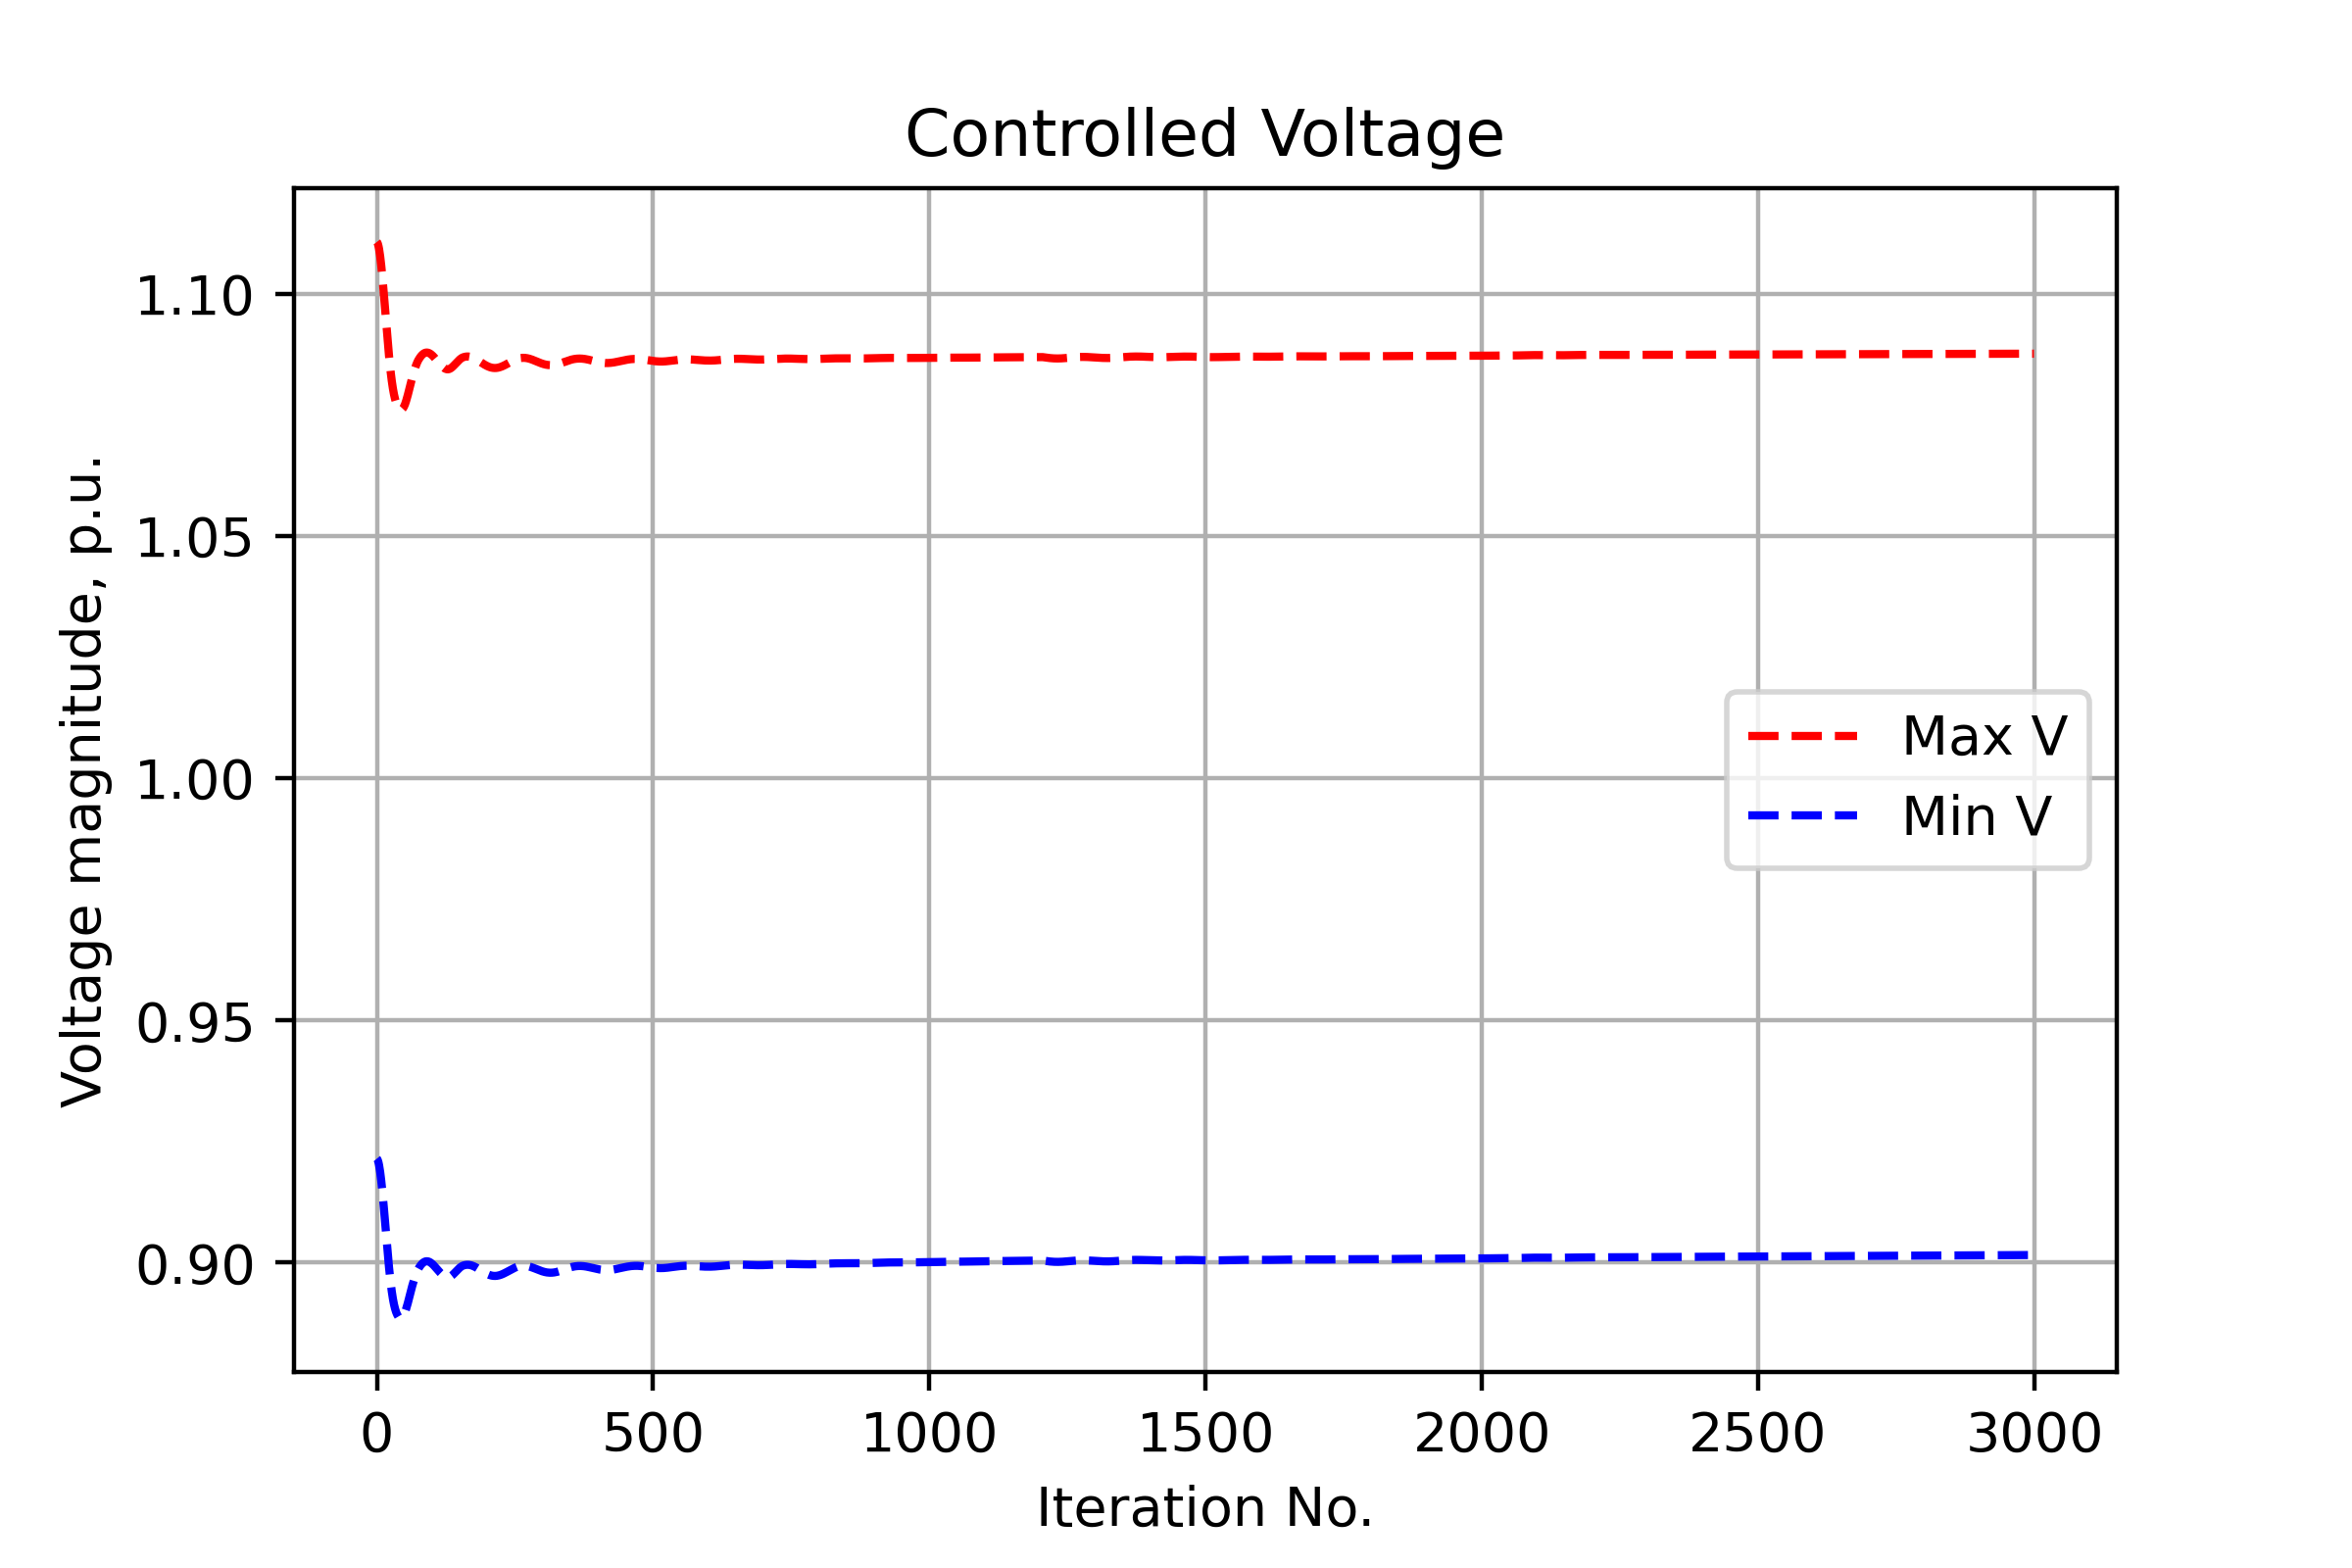 Controlled Voltage
Voltage magnitude, p.u.
1.10
1.05
1.00
0.95
0.90
Max V
Min V
0 500 1000 1500 2000 2500 3000
Iteration No.